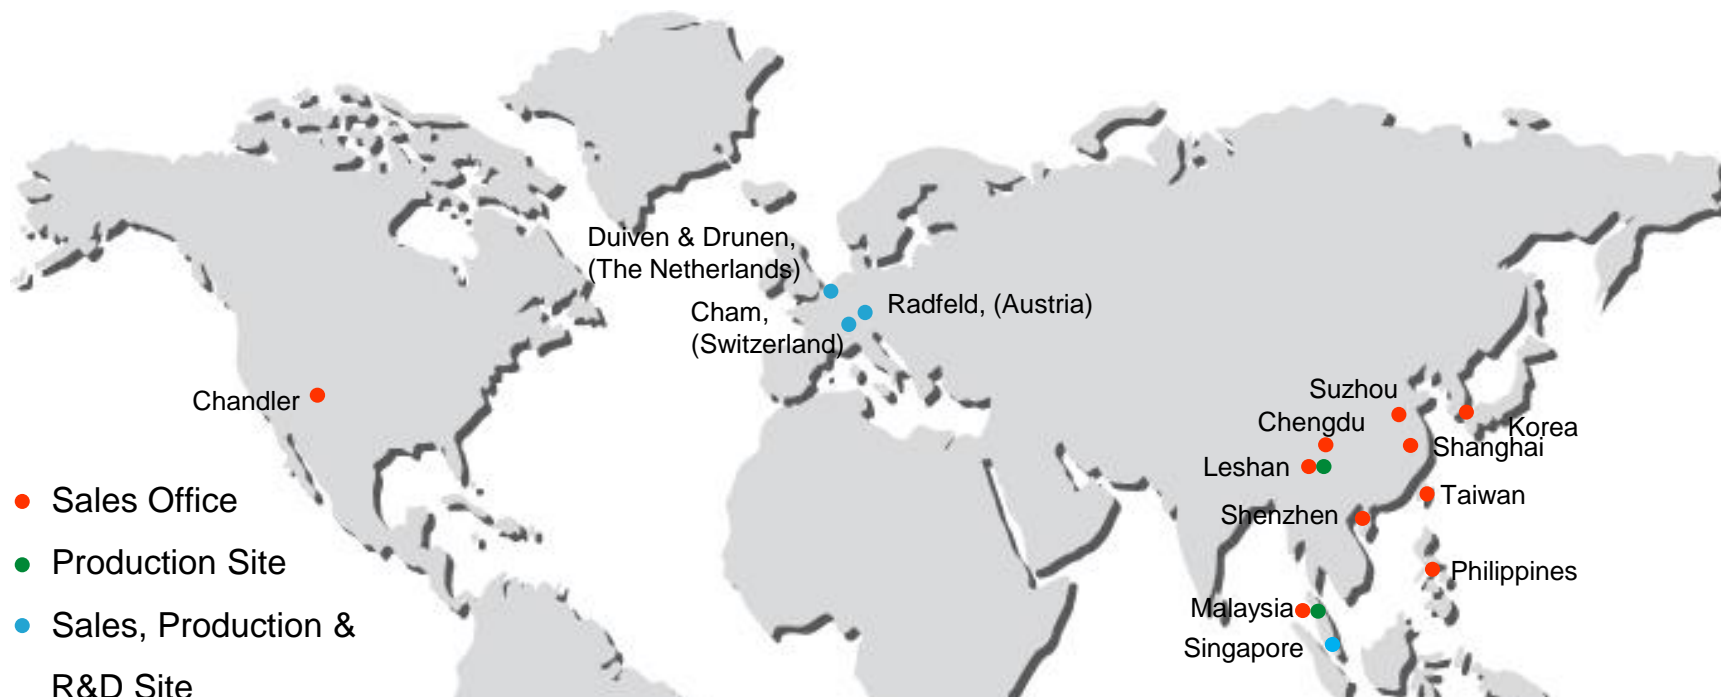 Duiven & Drunen,
(The Netherlands)
Cham,
(Switzerland)
Radfeld, (Austria)
Chandler
Suzhou
Chengdu
Korea
Shanghai
Leshan
Taiwan
Shenzhen
Philippines
Malaysia
Singapore
Sales Office
Production Site
Sales, Production &
R&D Site